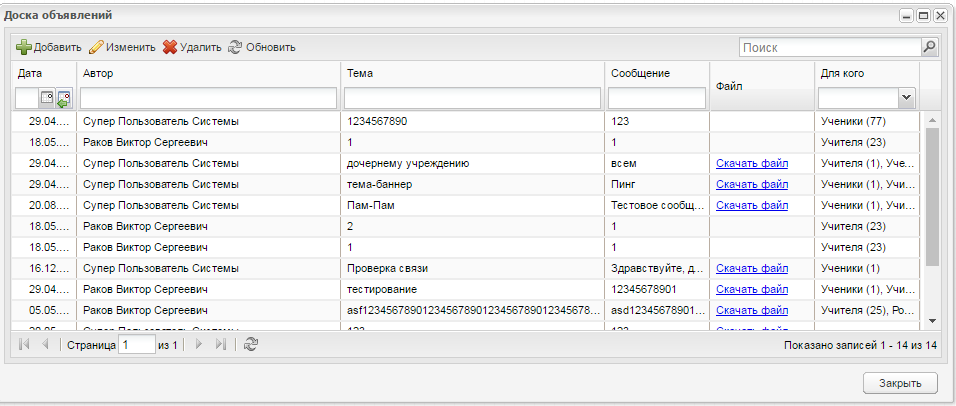 Доска объявлений
Добавить Изменить Удалить Обновить Поиск
Дата Автор Тема Сообщение Файл Для кого
29.04.... Супер Пользователь Системы 1234567890 123 Ученики (77)
18.05.... Раков Виктор Сергеевич 1 1 Учителя (23)
29.04.... Супер Пользователь Системы дочернему учреждению всем Скачать файл Учителя (1), Уче...
29.04.... Супер Пользователь Системы тема-баннер Пинг Скачать файл Ученики (1), Учи...
20.08.... Супер Пользователь Системы Пам-Пам Тестовое сообщ... Скачать файл Ученики (1), Учи...
18.05.... Раков Виктор Сергеевич 2 1 Учителя (23)
18.05.... Раков Виктор Сергеевич 1 1 Учителя (23)
16.12.... Супер Пользователь Системы Проверка связи Здравствуйте, д... Скачать файл Ученики (1)
29.04.... Раков Виктор Сергеевич тестирование 12345678901 Скачать файл Ученики (1), Учи...
05.05.... Раков Виктор Сергеевич asf12345678901234567890123456789012345678... asd12345678901... Скачать файл Учителя (25), Ро...
Страница 1 из 1 Показано записей 1 - 14 из 14
Закрыть